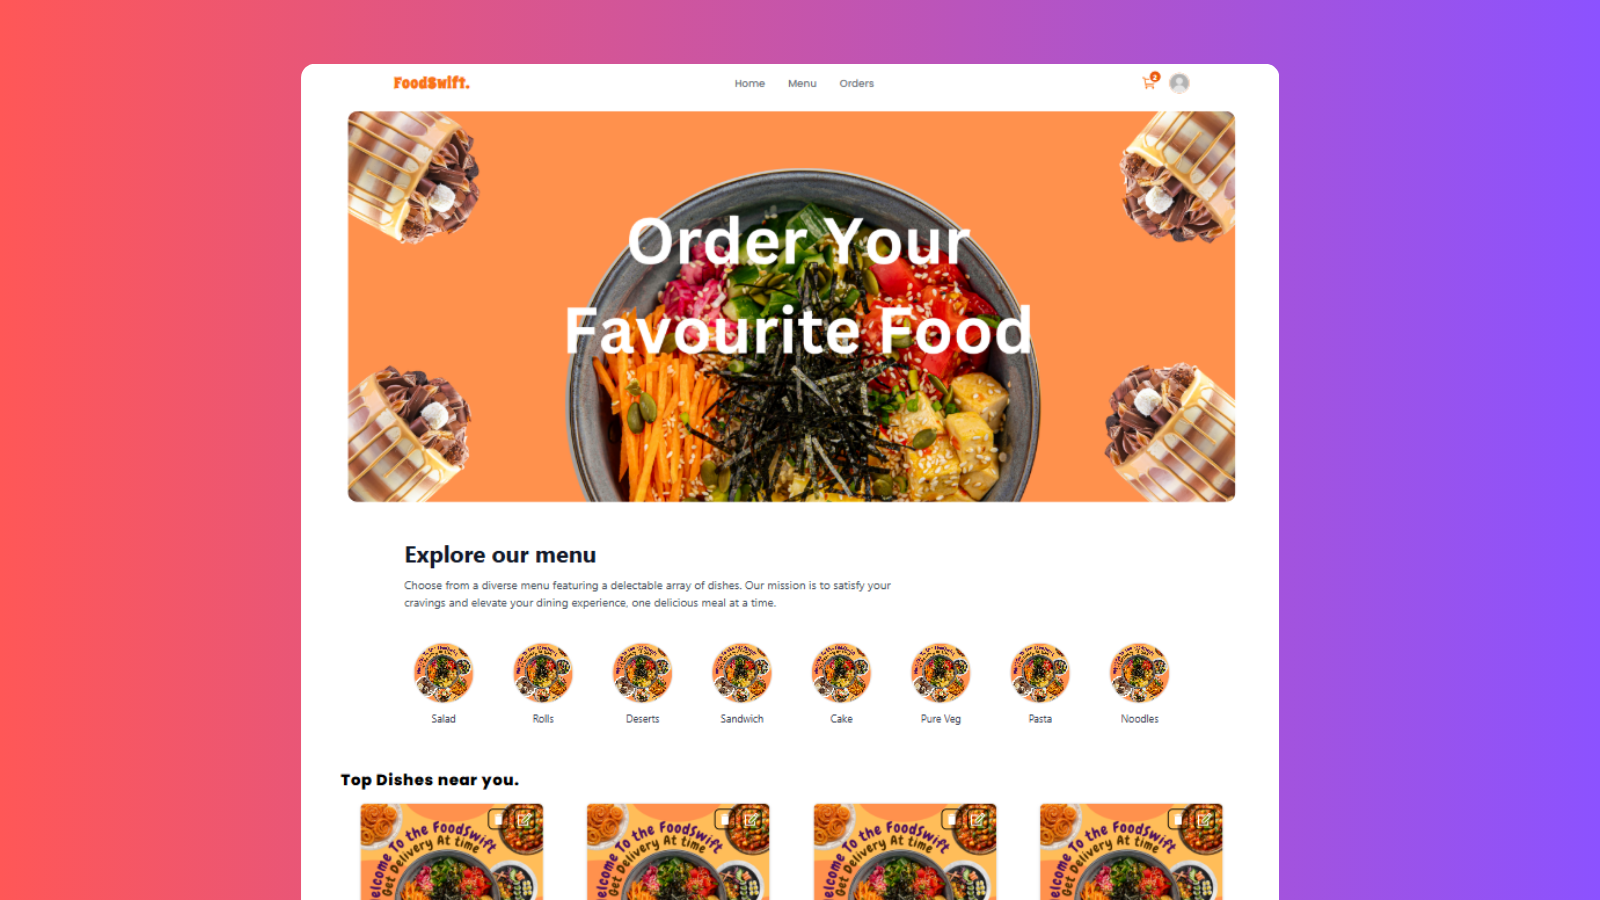 FoodSwift.
Home
Menu
Orders
2
Order Your
Favourite Food
Explore our menu
Choose from a diverse menu featuring a delectable array of dishes. Our mission is to satisfy your
cravings and elevate your dining experience, one delicious meal at a time.
Salad
Rolls
Deserts
Sandwich
Cake
Pure Veg
Pasta
Noodles
Top Dishes near you.
elcome To the FoodSwift
Get Delivery At time
elcome To the FoodSwift
Get Delivery At time
elcome To the FoodSwift
Get Delivery At time
elcome To the FoodSwift
Get Delivery At time